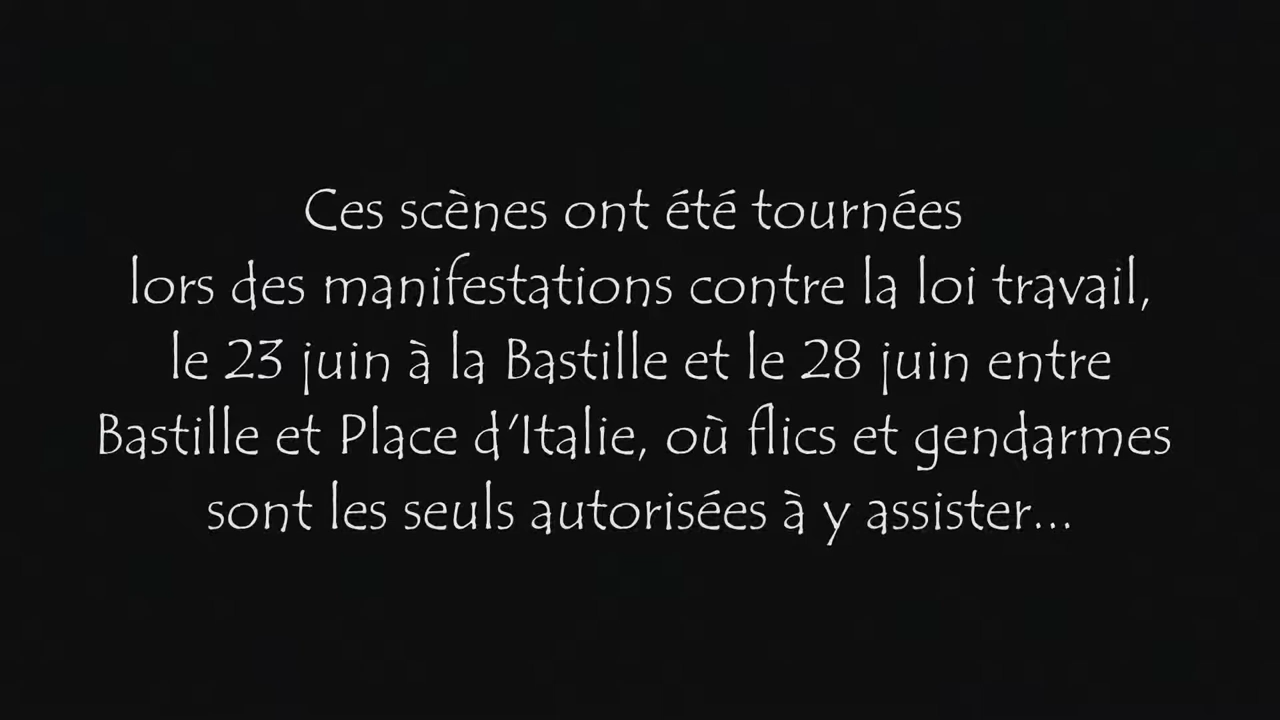 Ces scènes ont été tournées
lors des manifestations contre la loi travail,
le 23 juin à la Bastille et le 28 juin entre
Bastille et Place d'Italie, où flics et gendarmes
sont les seuls autorisées à y assister...